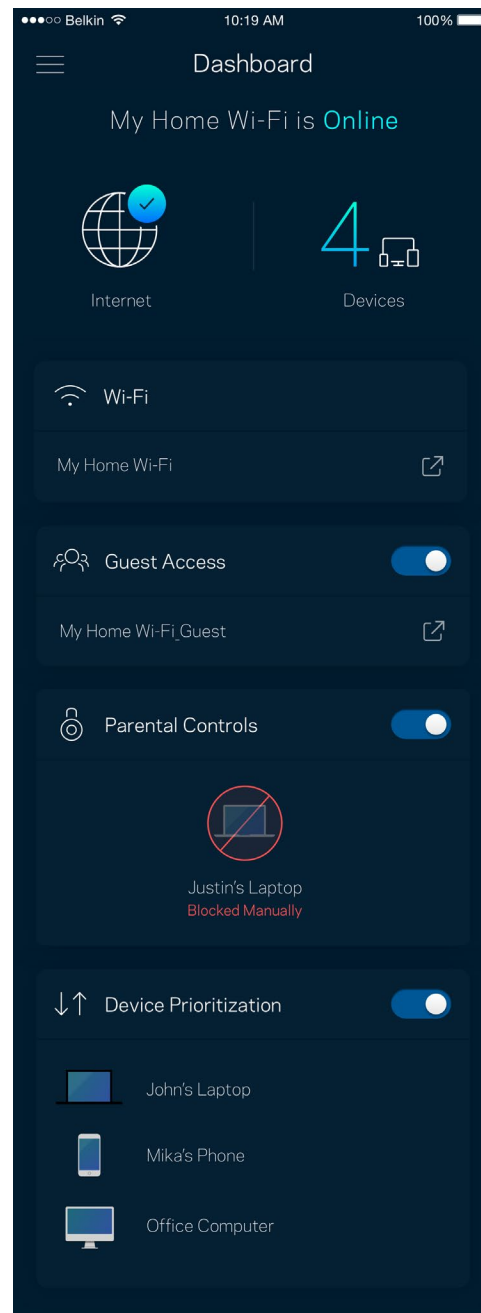 Belkin 10:19 AM 100%
Dashboard
My Home Wi-Fi is Online
4
Internet Devices
Wi-Fi
My Home Wi-Fi
Guest Access
My Home Wi-Fi_Guest
Parental Controls
Justin's Laptop
Blocked Manually
Device Prioritization
John's Laptop
Mika's Phone
Office Computer